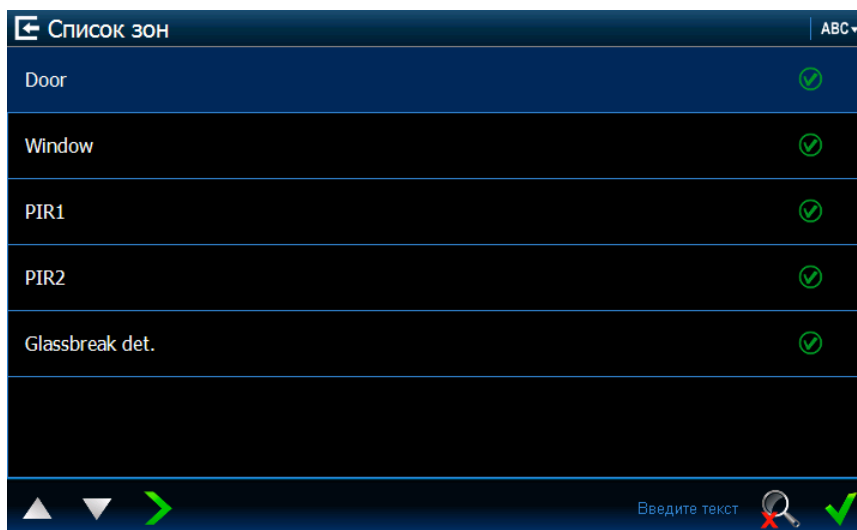 Список зон
ABC
Door
Window
PIR1
PIR2
Glassbreak det.
Введите текст